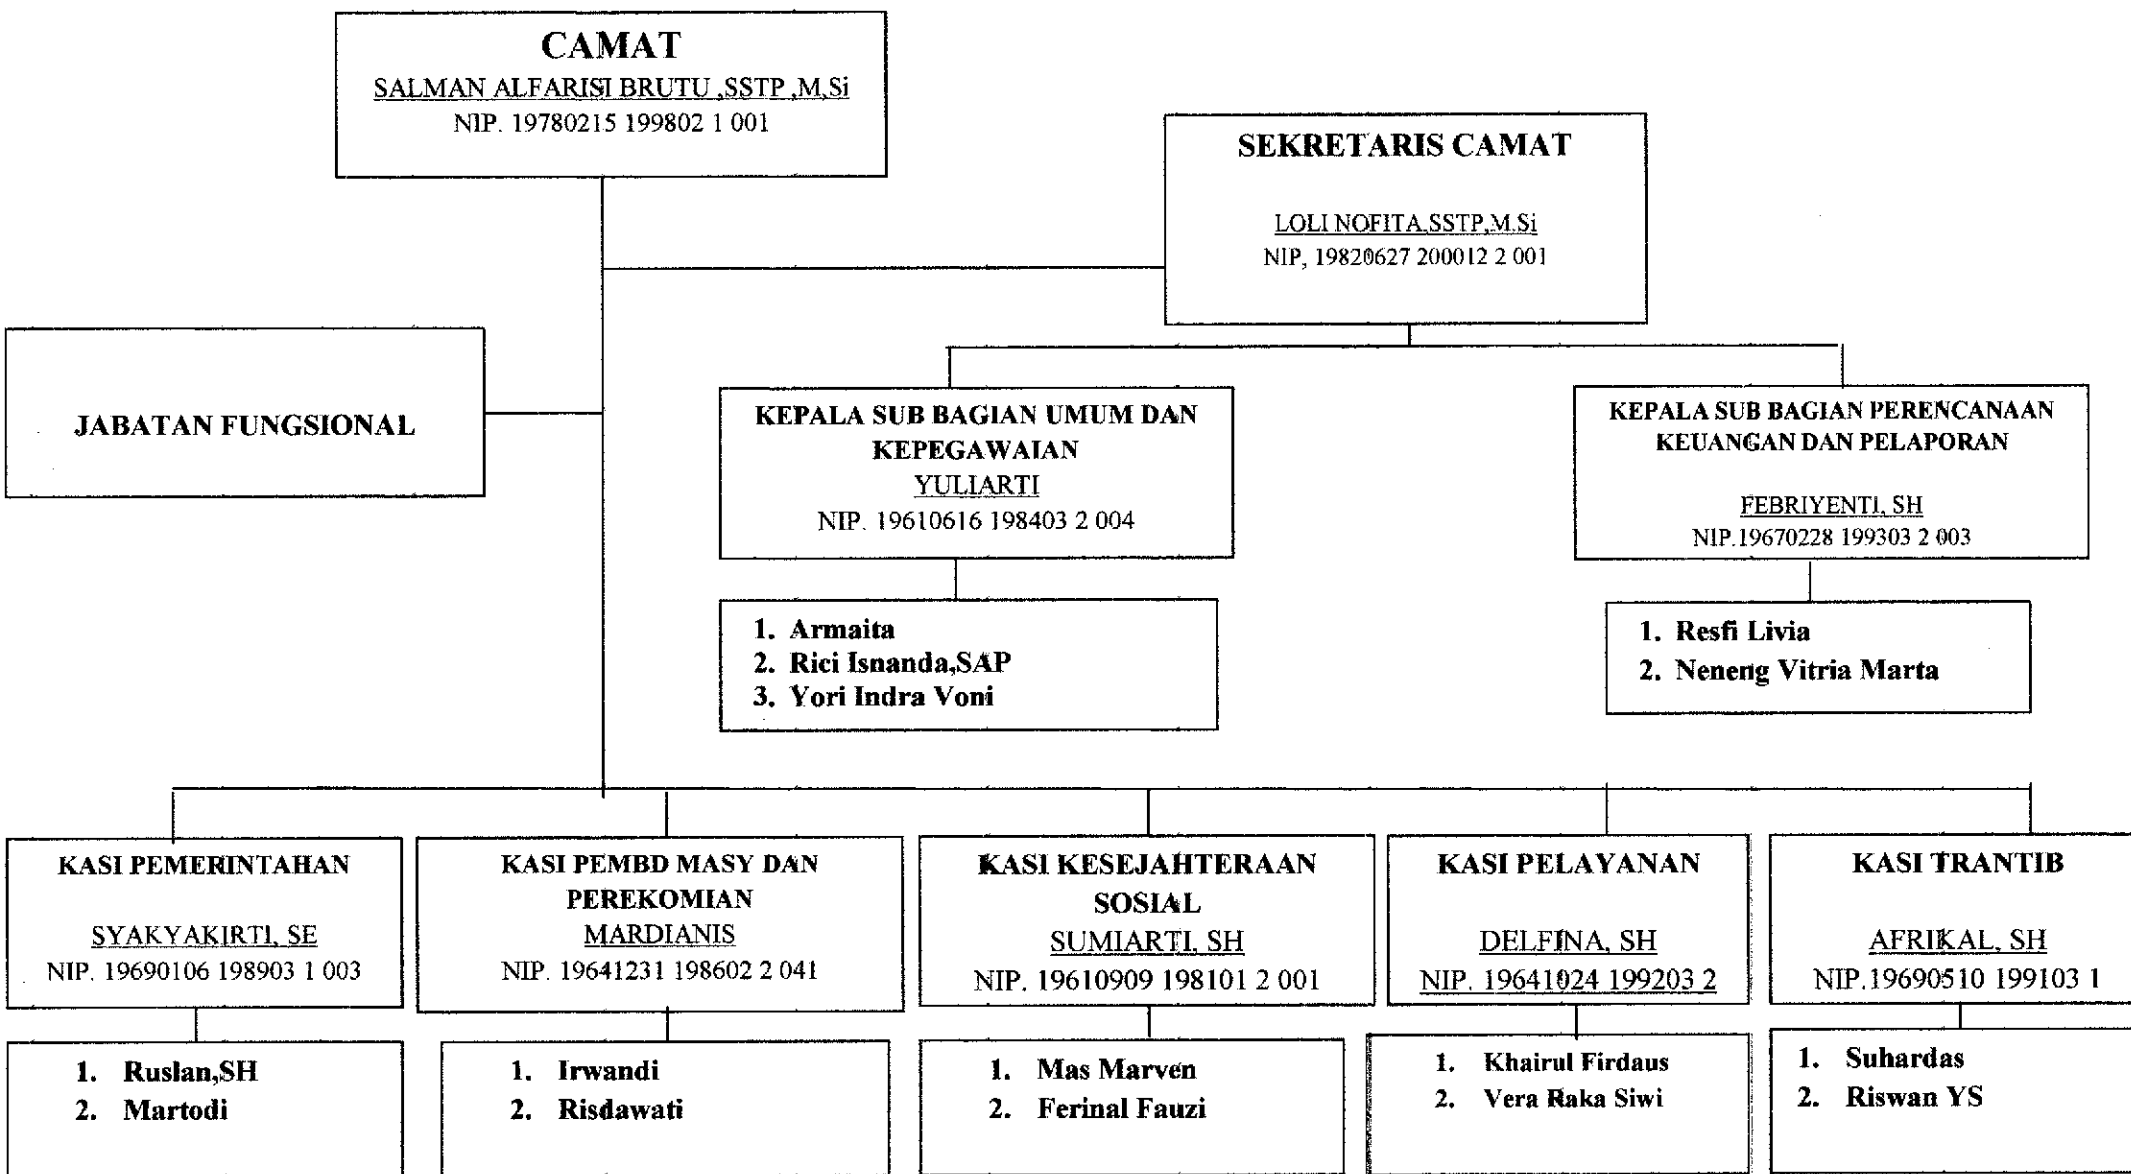 CAMAT
SALMAN ALFARISI BRUTU ,SSTP ,M,Si
NIP. 19780215 199802 1 001
SEKRETARIS CAMAT
LOLI NOFITA,SSTP,M.Si
NIP, 19820627 200012 2 001
JABATAN FUNGSIONAL
KEPALA SUB BAGIAN UMUM DAN
KEPEGAWAIAN
YULIARTI
NIP. 19610616 198403 2 004
KEPALA SUB BAGIAN PERENCANAAN
KEUANGAN DAN PELAPORAN
FEBRIYENTI, SH
NIP.19670228 199303 2 003
1. Armaita
2. Rici Isnanda,SAP
3. Yori Indra Voni
1. Resfi Livia
2. Neneng Vitria Marta
KASI PEMERINTAHAN
SYAKYAKIRTI, SE
NIP. 19690106 198903 1 003
KASI PEMBD MASY DAN
PEREKOMIAN
MARDIANIS
NIP. 19641231 198602 2 041
KASI KESEJAHTERAAN
SOSIAL
SUMIARTI, SH
NIP. 19610909 198101 2 001
KASI PELAYANAN
DELFINA, SH
NIP. 19641024 199203 2
KASI TRANTIB
AFRIKAL, SH
NIP.19690510 199103 1
1. Ruslan,SH
2. Martodi
1. Irwandi
2. Risdawati
1. Mas Marven
2. Ferinal Fauzi
1. Khairul Firdaus
2. Vera Raka Siwi
1. Suhardas
2. Riswan YS